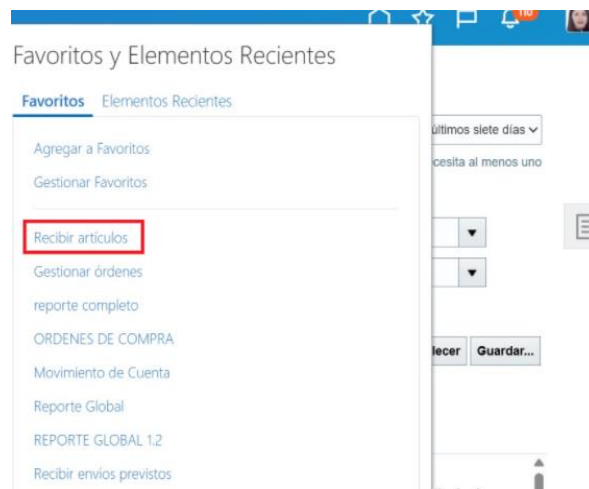 110
Favoritos y Elementos Recientes
Favoritos Elementos Recientes
últimos siete días
Agregar a Favoritos
al menos uno
Gestionar Favoritos
Recibir artículos
Gestionar órdenes
reporte completo
ORDENES DE COMPRA
Guardar...
Movimiento de Cuenta
Reporte Global
REPORTE GLOBAL 1.2
Recibir envíos previstos